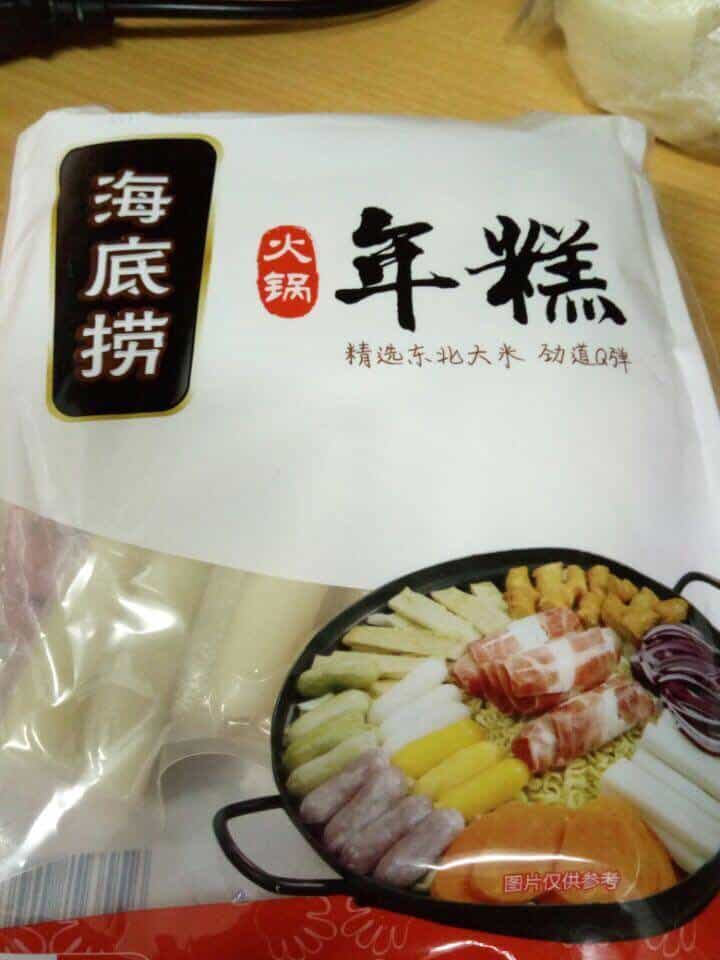 海底捞
火锅
年糕
精选东北大米 劲道Q弹
图片仅供参考